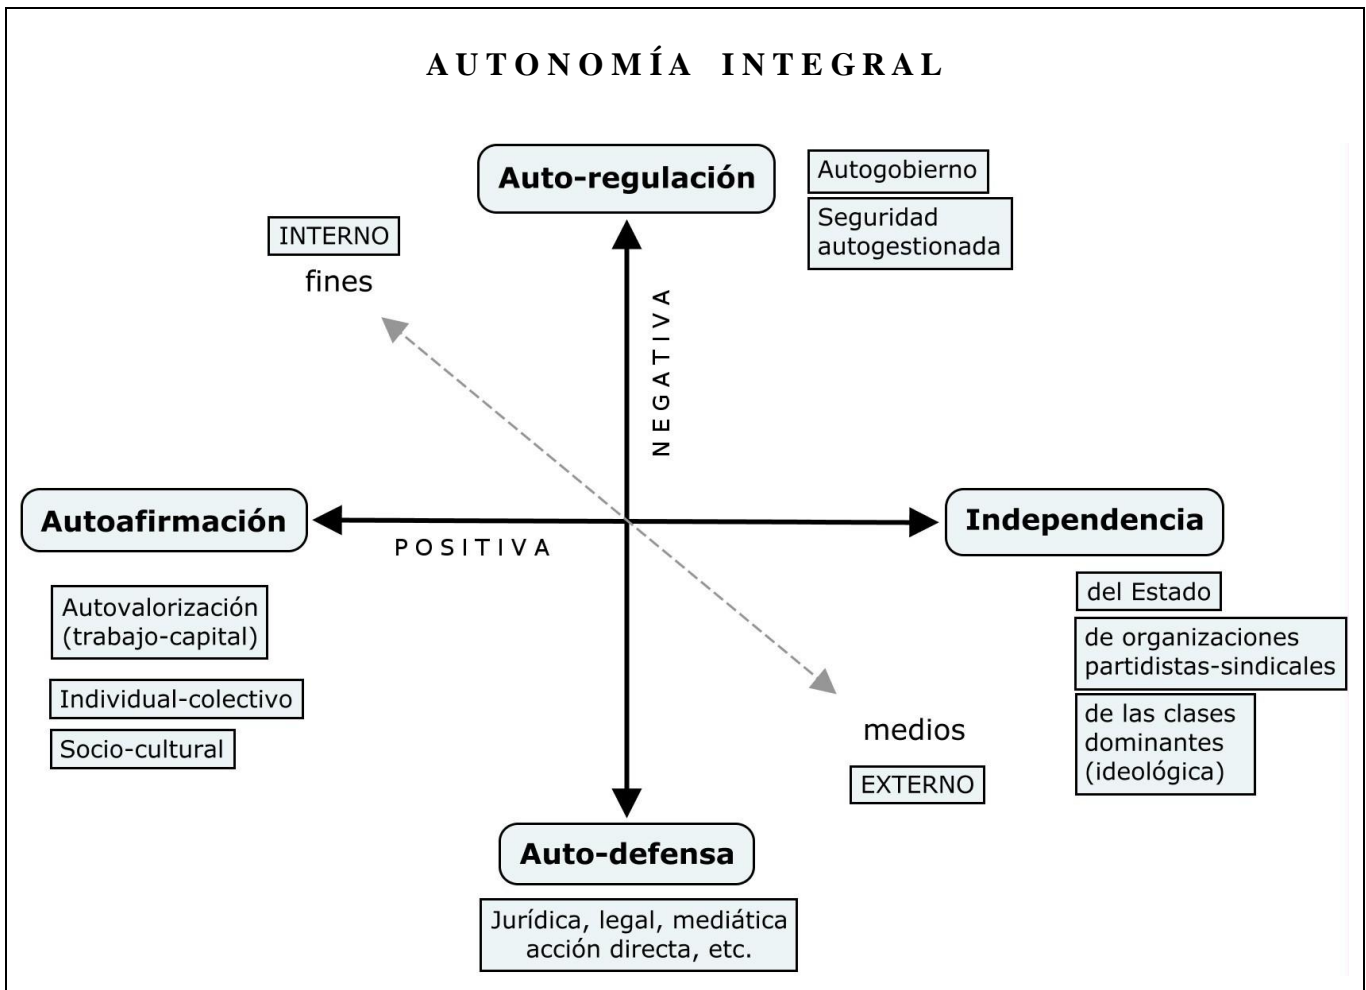 AUTONOMÍA INTEGRAL
Auto-regulación
Autogobierno
Seguridad
autogestionada
INTERNO
fines
NEGATIVA
Autoafirmación
POSITIVA
Independencia
Autovalorización
(trabajo-capital)
Individual-colectivo
Socio-cultural
del Estado
de organizaciones
partidistas-sindicales
de las clases
dominantes
(ideológica)
medios
EXTERNO
Auto-defensa
Jurídica, legal, mediática
acción directa, etc.